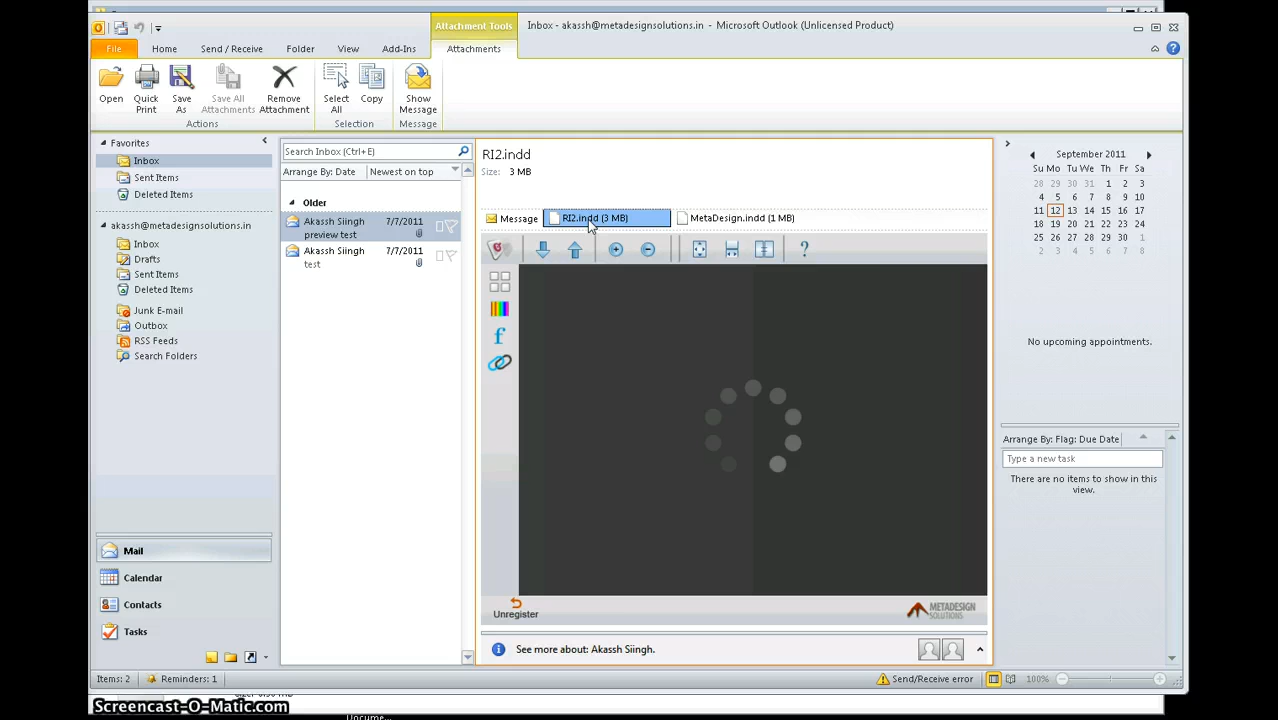 Attachment Tools
Inbox - akassh@metadesignsolutions.in - Microsoft Outlook (Unlicensed Product)
File Home Send / Receive Folder View Add-Ins Attachments
Open
Quick Print
Save As
Save All Attachments
Remove Attachment
Select All
Copy
Show Message
Actions
Selection
Message
Favorites
Inbox
Sent Items
Deleted Items
akassh@metadesignsolutions.in
Inbox
Drafts
Sent Items
Deleted Items
Junk E-mail
Outbox
RSS Feeds
Search Folders
Mail
Calendar
Contacts
Tasks
Search Inbox (Ctrl+E)
Arrange By: Date Newest on top
Older
Akassh Siingh 7/7/2011
preview test
Akassh Siingh 7/7/2011
test
RI2.indd
Size: 3 MB
Message RI2.indd (3 MB) MetaDesign.indd (1 MB)
?
f
Unregister
METADESIGN
SOLUTIONS
See more about: Akassh Siingh.
September 2011
Su Mo Tu We Th Fr Sa
28 29 30 31 1 2 3
4 5 6 7 8 9 10
11 12 13 14 15 16 17
18 19 20 21 22 23 24
25 26 27 28 29 30 1
2 3 4 5 6 7 8
No upcoming appointments.
Arrange By: Flag: Due Date
Type a new task
There are no items to show in this
view.
Items: 2 Reminders: 1
Send/Receive error
100%
Screencast-O-Matic.com
Docume...